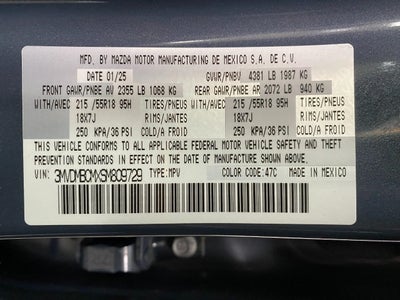 MFD. BY MAZDA MOTOR MANUFACTURING DE MEXICO S.A. DE C.V.
DATE 01/25 GVWR/PNBV 4381 LB 1987 KG
FRONT GAWR/PNBE AV 2355 LB 1068 KG REAR GAWR/PNBE AR 2072 LB 940 KG
WITH/AVEC 215 /55R18 95H TIRES/PNEUS WITH/AVEC 215 /55R18 95H TIRES/PNEUS
18X7J RIMS/JANTES 18X7J RIMS/JANTES
250 KPA/36 PSI COLD/A FROID 250 KPA/36 PSI COLD/A FROID
THIS VEHICLE CONFORMS TO ALL APPLICABLE FEDERAL MOTOR VEHICLE SAFETY AND
THEFT PREVENTION STANDARDS IN EFFECT ON THE DATE OF MANUFACTURE SHOWN ABOVE.
VIN: 3MVDMBCMXSM809729 TYPE: MPV COLOR CODE: 47C MADE IN MEXICO